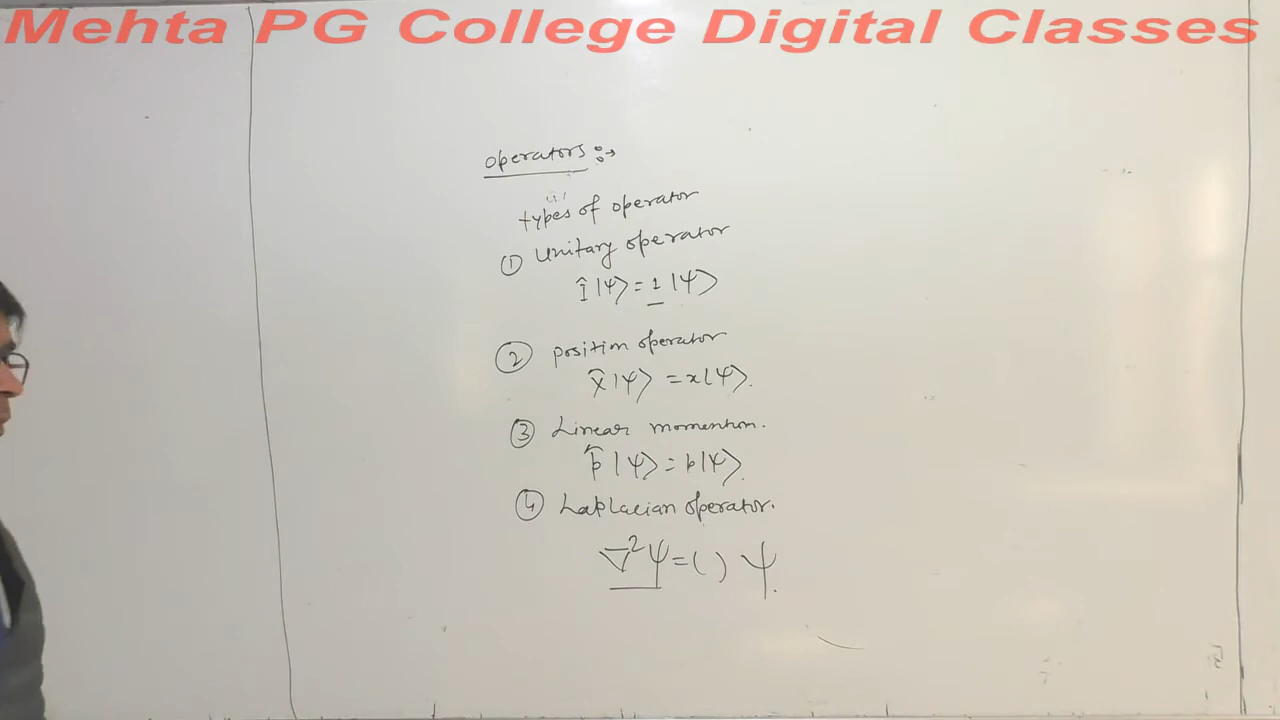 Mehta PG College Digital Classes
operators :→
types of operator
① Unitary operator
Î |ψ⟩ = 1 |ψ⟩
② position operator
x̂ |ψ⟩ = x|ψ⟩.
③ Linear momentum.
p̂ |ψ⟩ = p|ψ⟩.
④ Laplacian operator.
∇²ψ = ( ) ψ.